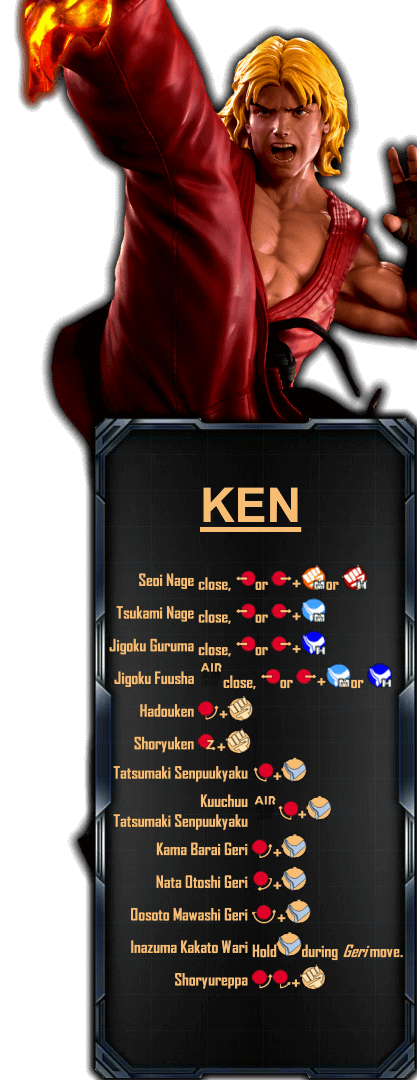 KEN
Seoi Nage close, or + M or H
Tsukami Nage close, or + M
Jigoku Guruma close, or + H
Jigoku Fuusha AIR close, or + M or H
Hadouken +
Shoryuken Z +
Tatsumaki Senpuukyaku +
Kuuchuu AIR
Tatsumaki Senpuukyaku +
Kama Barai Geri +
Nata Otoshi Geri +
Oosoto Mawashi Geri +
Inazuma Kakato Wari Hold during Geri move.
Shoryureppa +